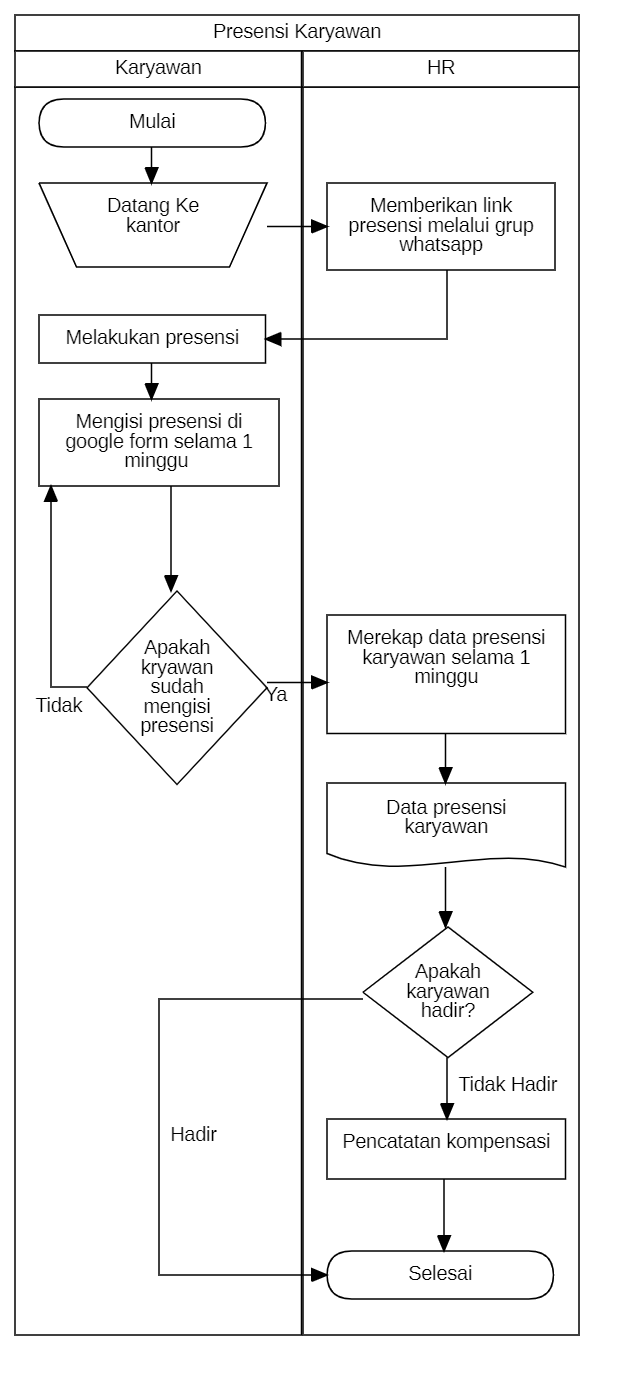 Presensi Karyawan
Karyawan
HR
Mulai
Datang Ke
kantor
Memberikan link
presensi melalui grup
whatsapp
Melakukan presensi
Mengisi presensi di
google form selama 1
minggu
Apakah
kryawan
sudah
mengisi
presensi
Tidak
Ya
Merekap data presensi
karyawan selama 1
minggu
Data presensi
karyawan
Apakah
karyawan
hadir?
Tidak Hadir
Hadir
Pencatatan kompensasi
Selesai